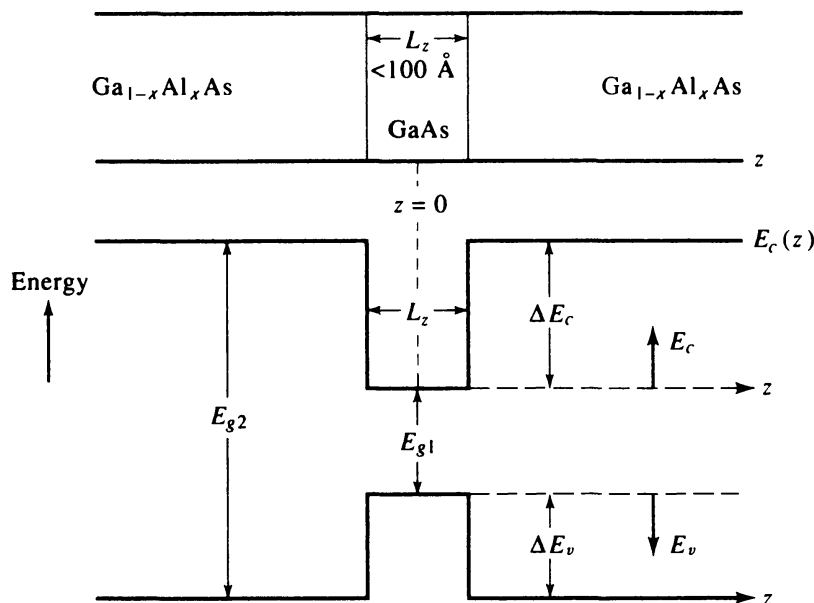 L_z
<100 Å
Ga_{1-x}Al_xAs
Ga_{1-x}Al_xAs
GaAs
z
z = 0
E_c(z)
Energy
L_z
ΔE_c
E_c
z
E_{g2}
E_{g1}
ΔE_v
E_v
z